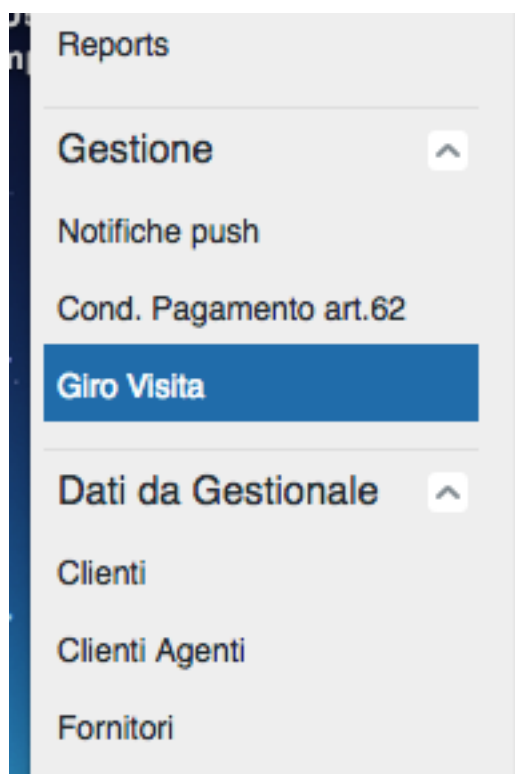 Reports
Gestione
Notifiche push
Cond. Pagamento art.62
Giro Visita
Dati da Gestionale
Clienti
Clienti Agenti
Fornitori